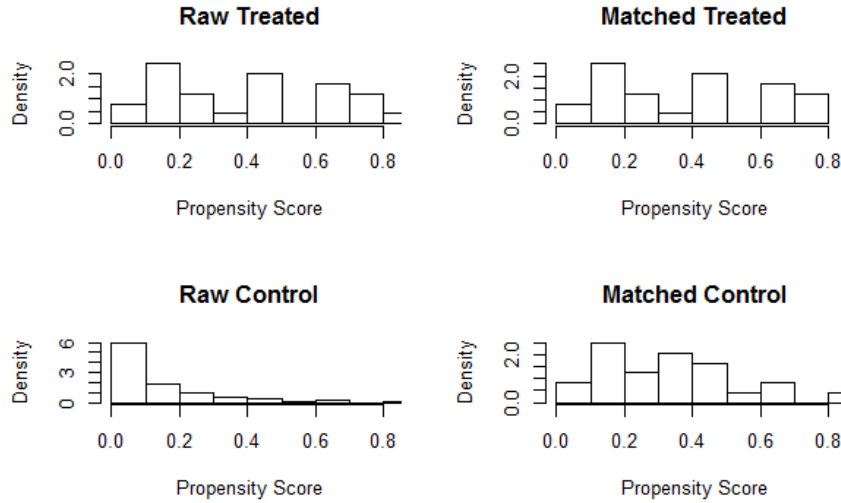 Raw Treated
Density
0.0 2.0
0.0 0.2 0.4 0.6 0.8
Propensity Score
Matched Treated
Density
0.0 2.0
0.0 0.2 0.4 0.6 0.8
Propensity Score
Raw Control
Density
0 3 6
0.0 0.2 0.4 0.6 0.8
Propensity Score
Matched Control
Density
0.0 2.0
0.0 0.2 0.4 0.6 0.8
Propensity Score